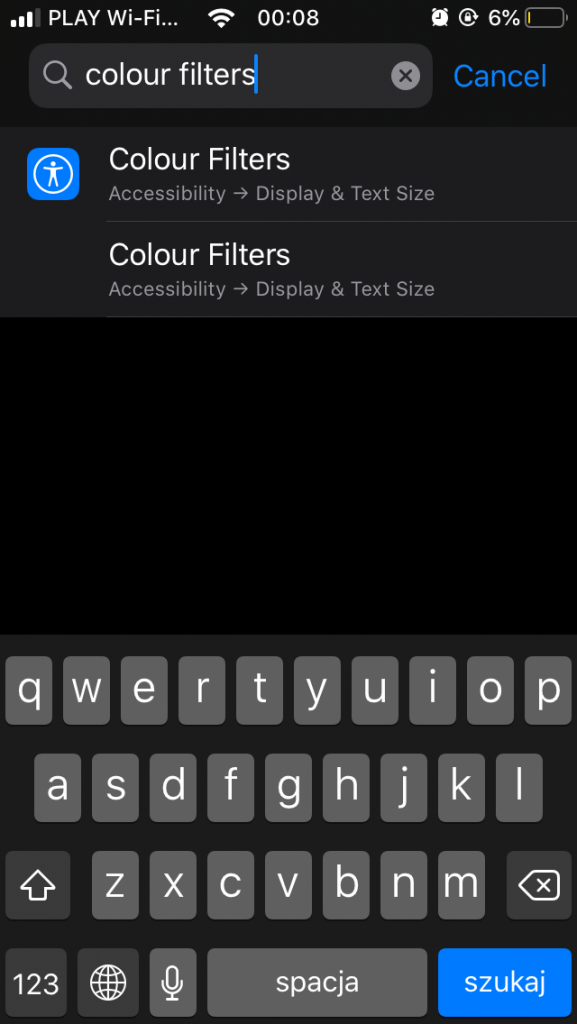 PLAY Wi-Fi... 00:08 6%
colour filters Cancel
Colour Filters
Accessibility → Display & Text Size
Colour Filters
Accessibility → Display & Text Size
q w e r t y u i o p
a s d f g h j k l
z x c v b n m
123 spacja szukaj